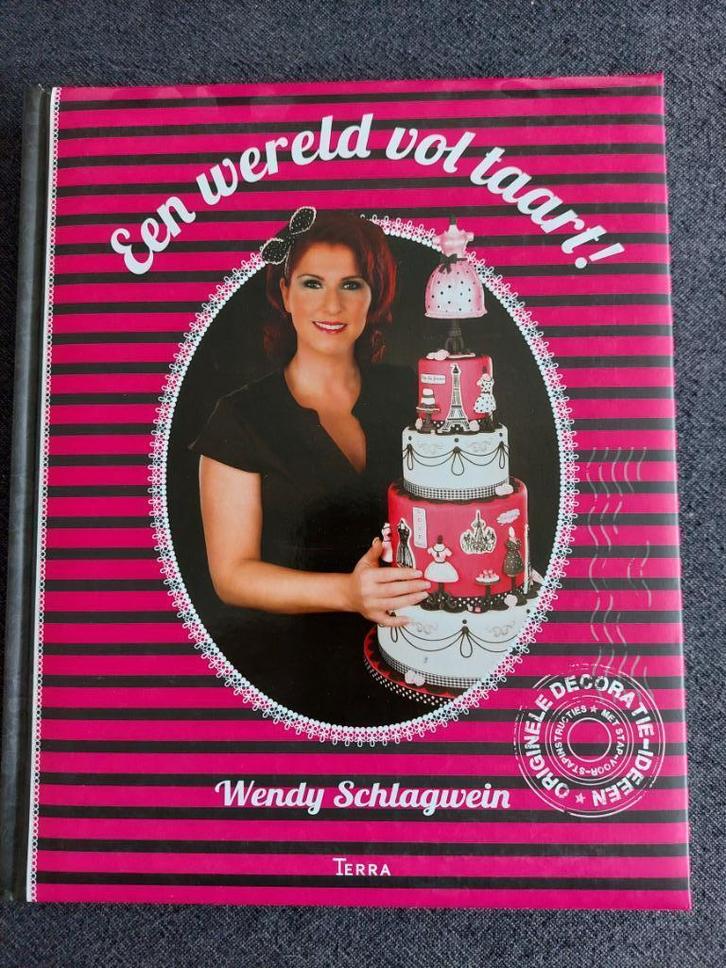 Een wereld vol taart!
ORIGINELE DECORATIE-IDEEËN ★
MET STAP-VOOR-STAPINSTRUCTIES ★
Wendy Schlagwein
TERRA